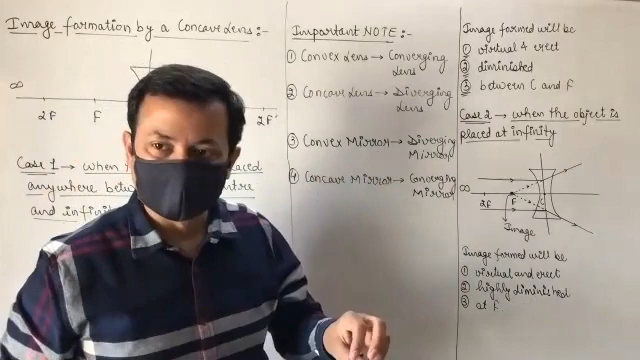 Image formation by a Concave Lens:-
∞
2F
F
2F'
Case 1 → when
placed
anywhere
and
Important NOTE:-
① Convex Lens → Converging
Lens
② Concave Lens → Diverging
Lens
③ Convex Mirror → Diverging
Mirror
④ Concave Mirror → Converging
Mirror
Image formed will be
① virtual & erect
② diminished
③ between C and F
Case 2 → when the object is
placed at infinity
∞
2F
F
C
Image
Image formed will be
① virtual and erect
② highly diminished
③ at F